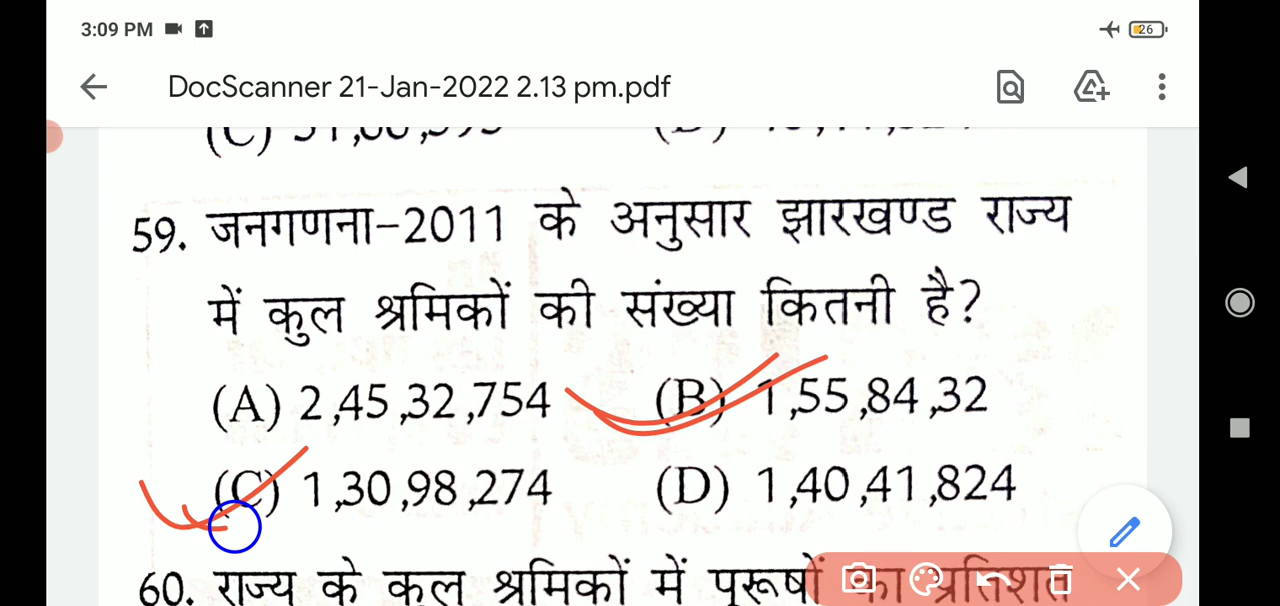 3:09 PM
26
DocScanner 21-Jan-2022 2.13 pm.pdf
59. जनगणना-2011 के अनुसार झारखण्ड राज्य
में कुल श्रमिकों की संख्या कितनी है?
(A) 2,45,32,754 (B) 1,55,84,32
(C) 1,30,98,274 (D) 1,40,41,824
60. राज्य के कुल श्रमिकों में पुरूषों का प्रतिशत